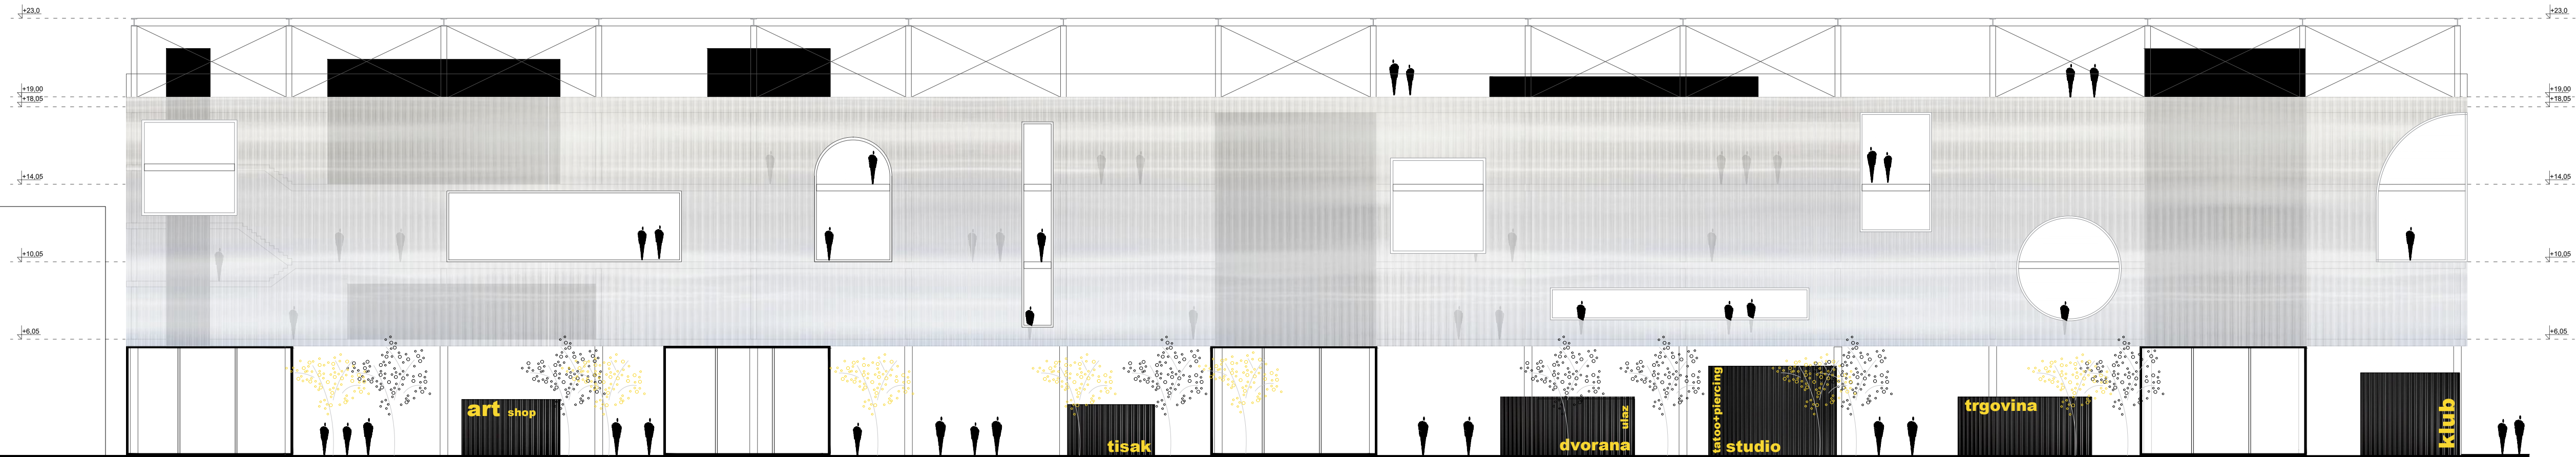 +23,0
+23,0
+19,00
+18,05
+19,00
+18,05
+14,05
+14,05
+10,05
+10,05
+6,05
+6,05
art shop
tisak
dvorana
ulaz
tatoo+piercing
studio
trgovina
klub